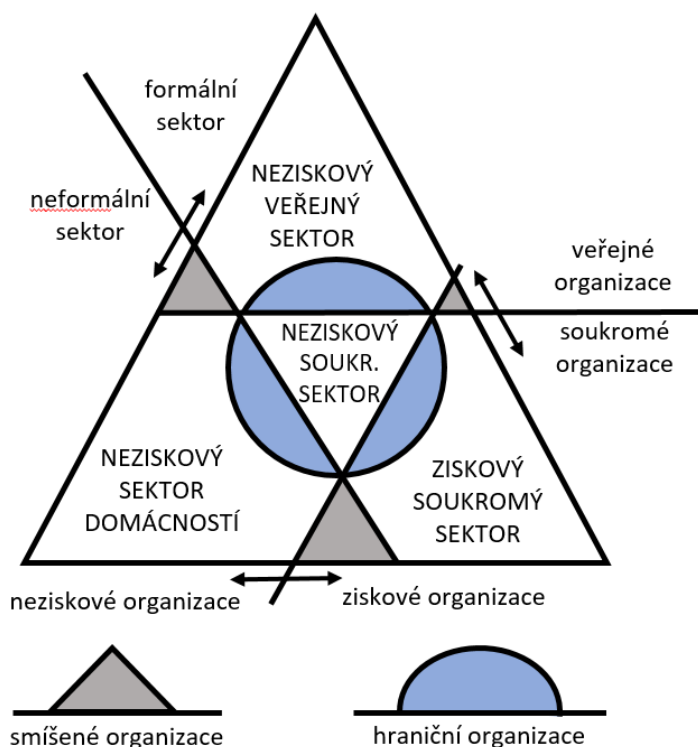 formální
sektor
neformální
sektor
NEZISKOVÝ
VEŘEJNÝ
SEKTOR
veřejné
organizace
soukromé
organizace
NEZISKOVÝ
SOUKR.
SEKTOR
NEZISKOVÝ
SEKTOR
DOMÁCNOSTÍ
ZISKOVÝ
SOUKROMÝ
SEKTOR
neziskové organizace
ziskové organizace
smíšené organizace
hraniční organizace